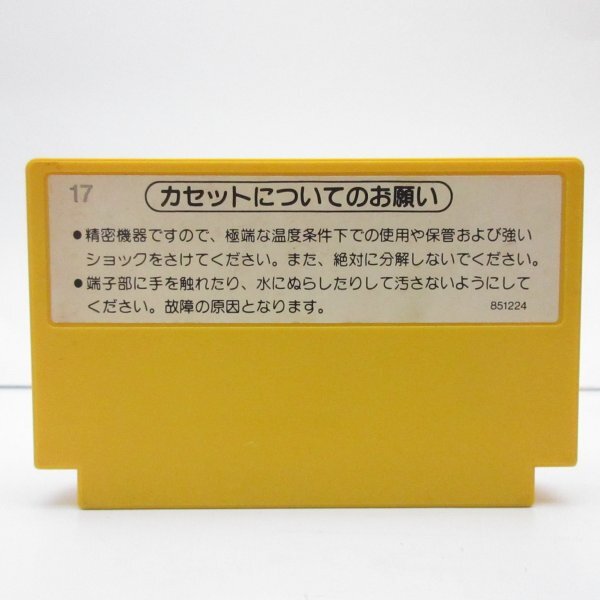 17
カセットについてのお願い
●精密機器ですので、極端な温度条件下での使用や保管および強い
ショックをさけてください。また、絶対に分解しないでください。
●端子部に手を触れたり、水にぬらしたりして汚さないようにして
ください。故障の原因となります。
851224